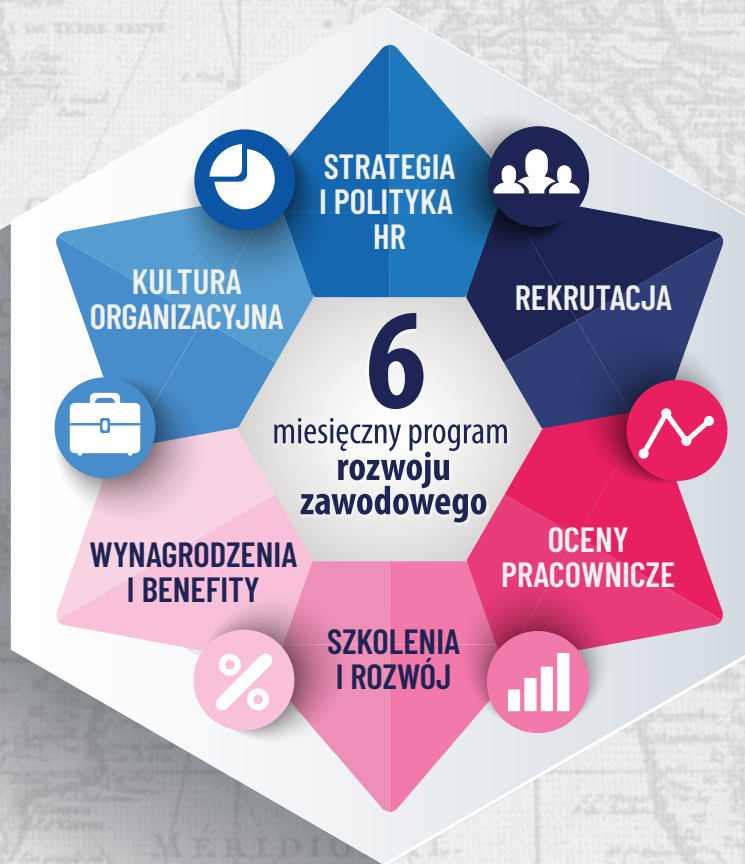 STRATEGIA
I POLITYKA
HR
REKRUTACJA
OCENY
PRACOWNICZE
SZKOLENIA
I ROZWÓJ
WYNAGRODZENIA
I BENEFITY
KULTURA
ORGANIZACYJNA
6
miesięczny program
rozwoju
zawodowego